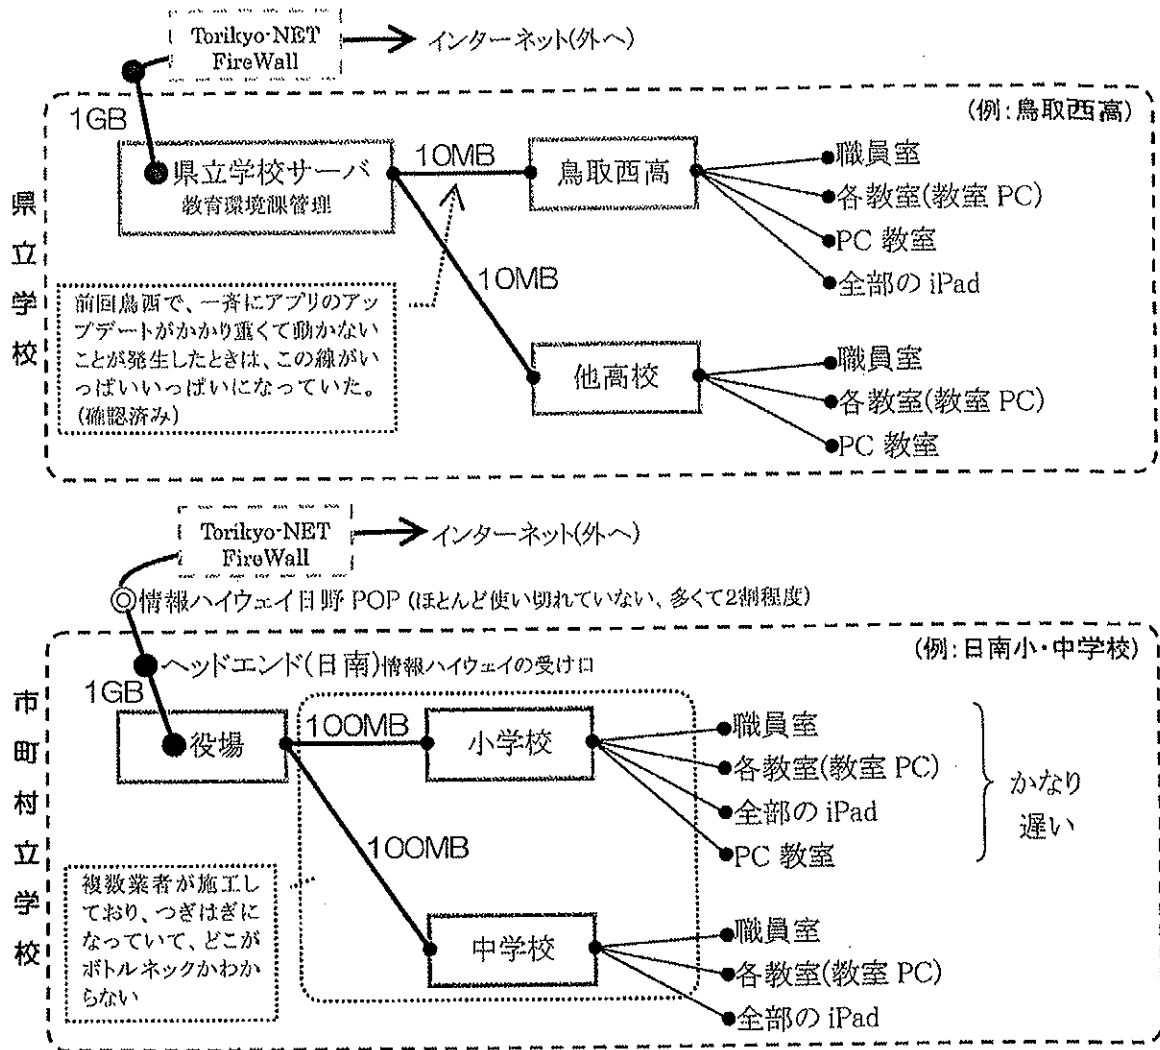 Torikyo-NET
FireWall
インターネット(外へ)
1GB
(例:鳥取西高)
県立学校
県立学校サーバ
教育環境課管理
10MB
鳥取西高
職員室
各教室(教室 PC)
PC 教室
全部の iPad
10MB
前回鳥西で、一斉にアプリのアッ
プデートがかかり重くて動かない
ことが発生したときは、この線がい
っぱいいっぱいになっていた。
(確認済み)
他高校
職員室
各教室(教室 PC)
PC 教室
Torikyo-NET
FireWall
インターネット(外へ)
情報ハイウェイ日野 POP (ほとんど使い切れていない、多くて2割程度)
(例:日南小・中学校)
ヘッドエンド(日南)情報ハイウェイの受け口
市町村立学校
1GB
役場
100MB
小学校
職員室
各教室(教室 PC)
全部の iPad
PC 教室
かなり
遅い
100MB
複数業者が施工し
ており、つぎはぎに
なっていて、どこが
ボトルネックかわか
らない
中学校
職員室
各教室(教室 PC)
全部の iPad